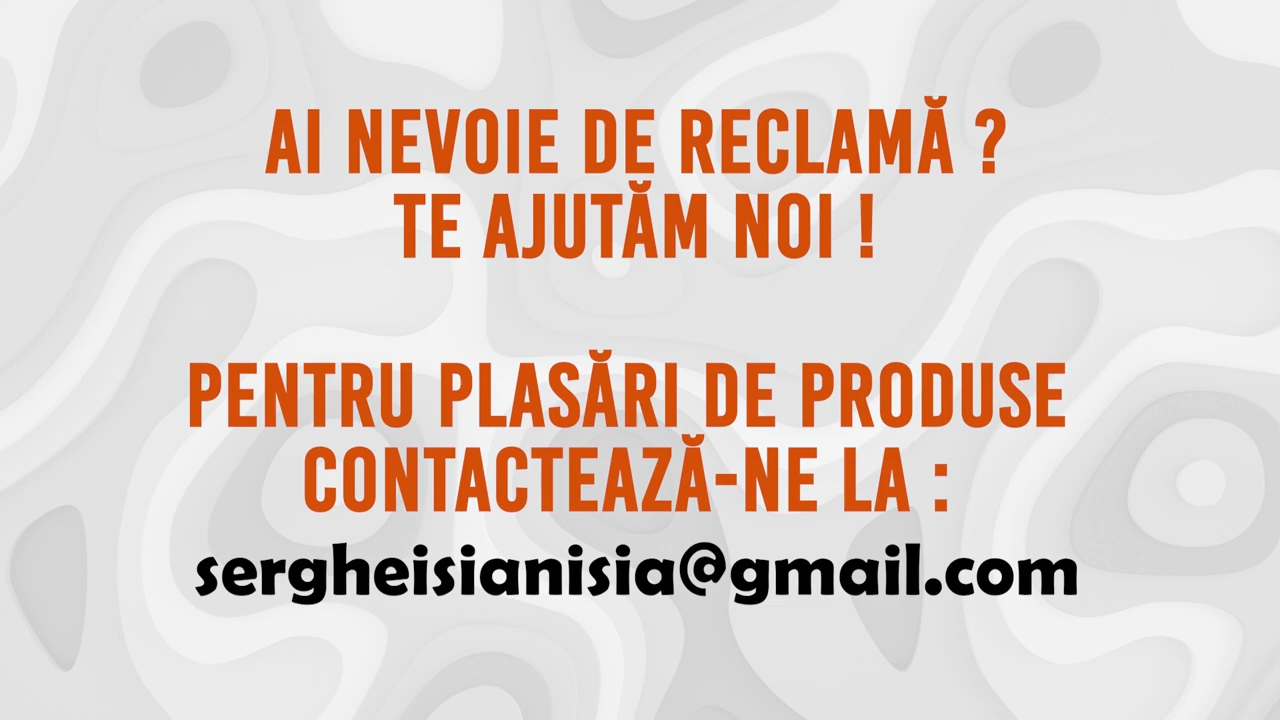 AI NEVOIE DE RECLAMĂ ?
TE AJUTĂM NOI !
PENTRU PLASĂRI DE PRODUSE
CONTACTEAZĂ-NE LA :
sergheisianisia@gmail.com